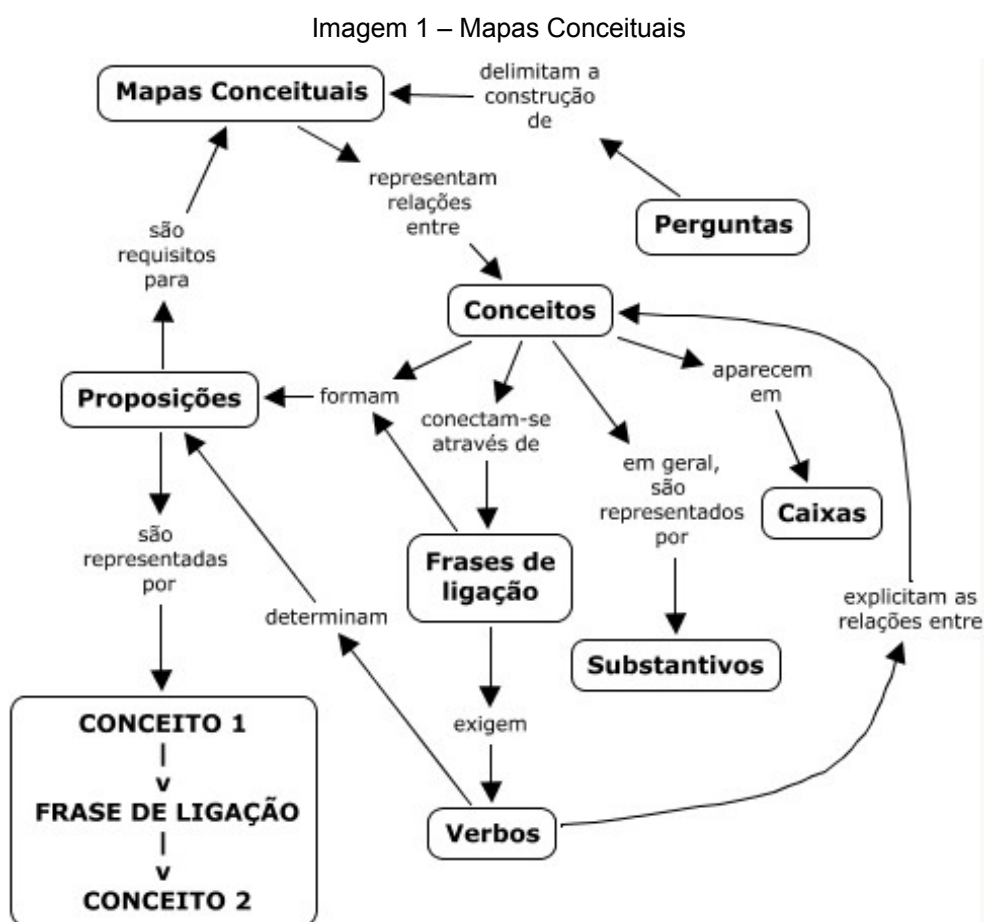 Imagem 1 – Mapas Conceituais
Mapas Conceituais
delimitam a
construção
de
representam
relações
entre
Perguntas
são
requisitos
para
Conceitos
Proposições
formam
conectam-se
através de
aparecem
em
em geral,
são
representados
por
Caixas
são
representadas
por
Frases de
ligação
determinam
explicitam as
relações entre
Substantivos
exigem
CONCEITO 1
|
v
FRASE DE LIGAÇÃO
|
v
CONCEITO 2
Verbos